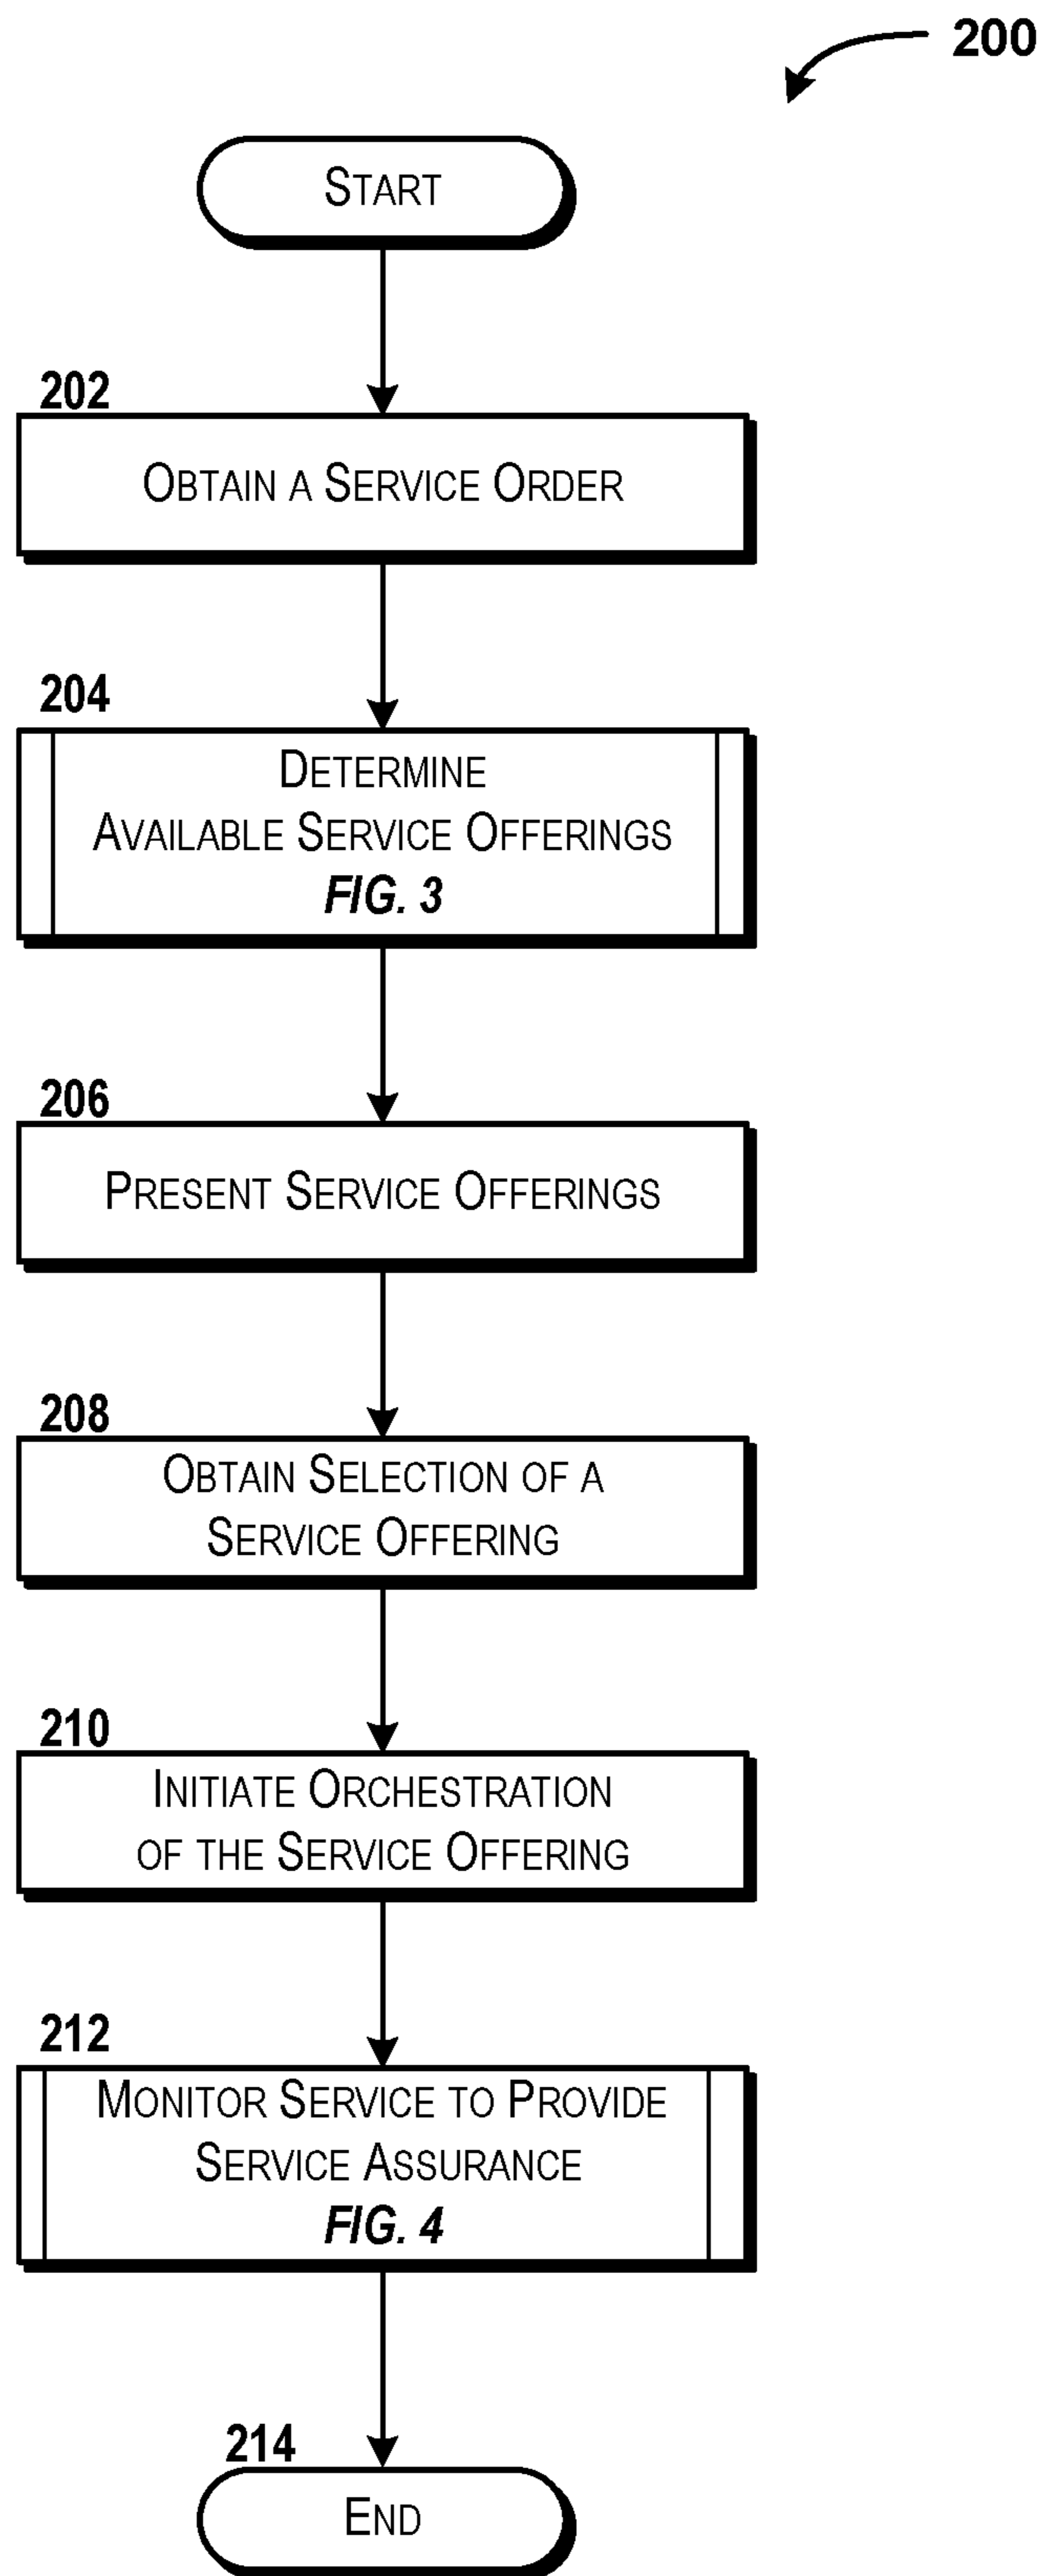 200
START
202
OBTAIN A SERVICE ORDER
204
DETERMINE
AVAILABLE SERVICE OFFERINGS
FIG. 3
206
PRESENT SERVICE OFFERINGS
208
OBTAIN SELECTION OF A
SERVICE OFFERING
210
INITIATE ORCHESTRATION
OF THE SERVICE OFFERING
212
MONITOR SERVICE TO PROVIDE
SERVICE ASSURANCE
FIG. 4
214
END